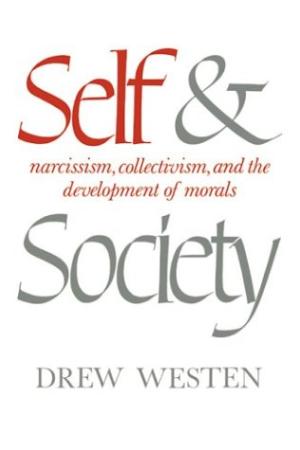 Self &
narcissism, collectivism, and the
development of morals
Society
DREW WESTEN